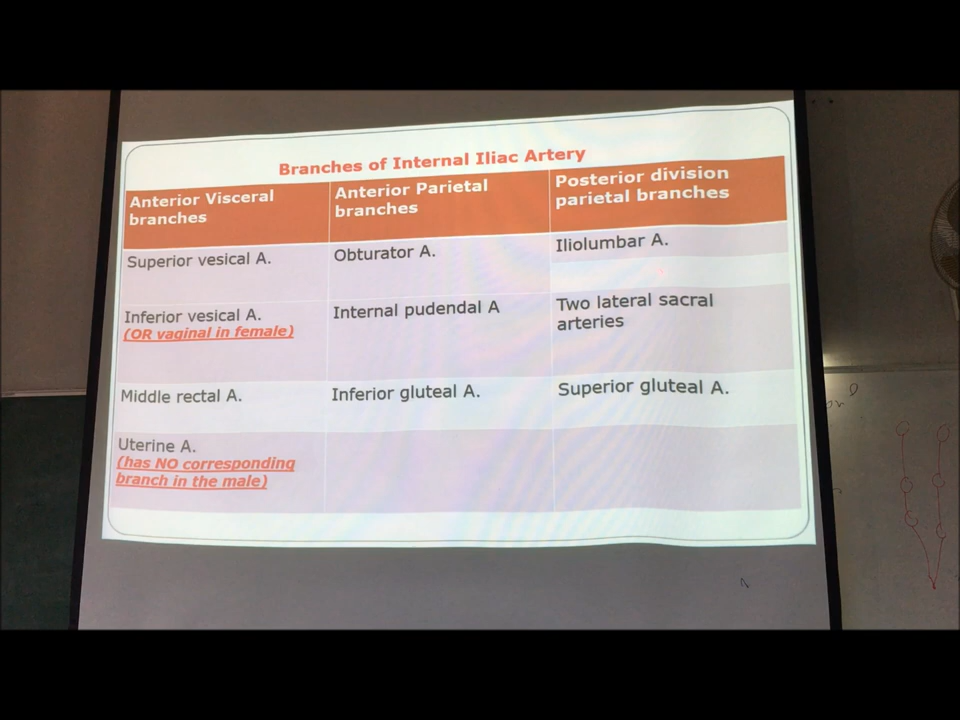 Branches of Internal Iliac Artery
Anterior Visceral
branches
Anterior Parietal
branches
Posterior division
parietal branches
Superior vesical A.
Obturator A.
Iliolumbar A.
Inferior vesical A.
(OR vaginal in female)
Internal pudendal A
Two lateral sacral
arteries
Middle rectal A.
Inferior gluteal A.
Superior gluteal A.
Uterine A.
(has NO corresponding
branch in the male)